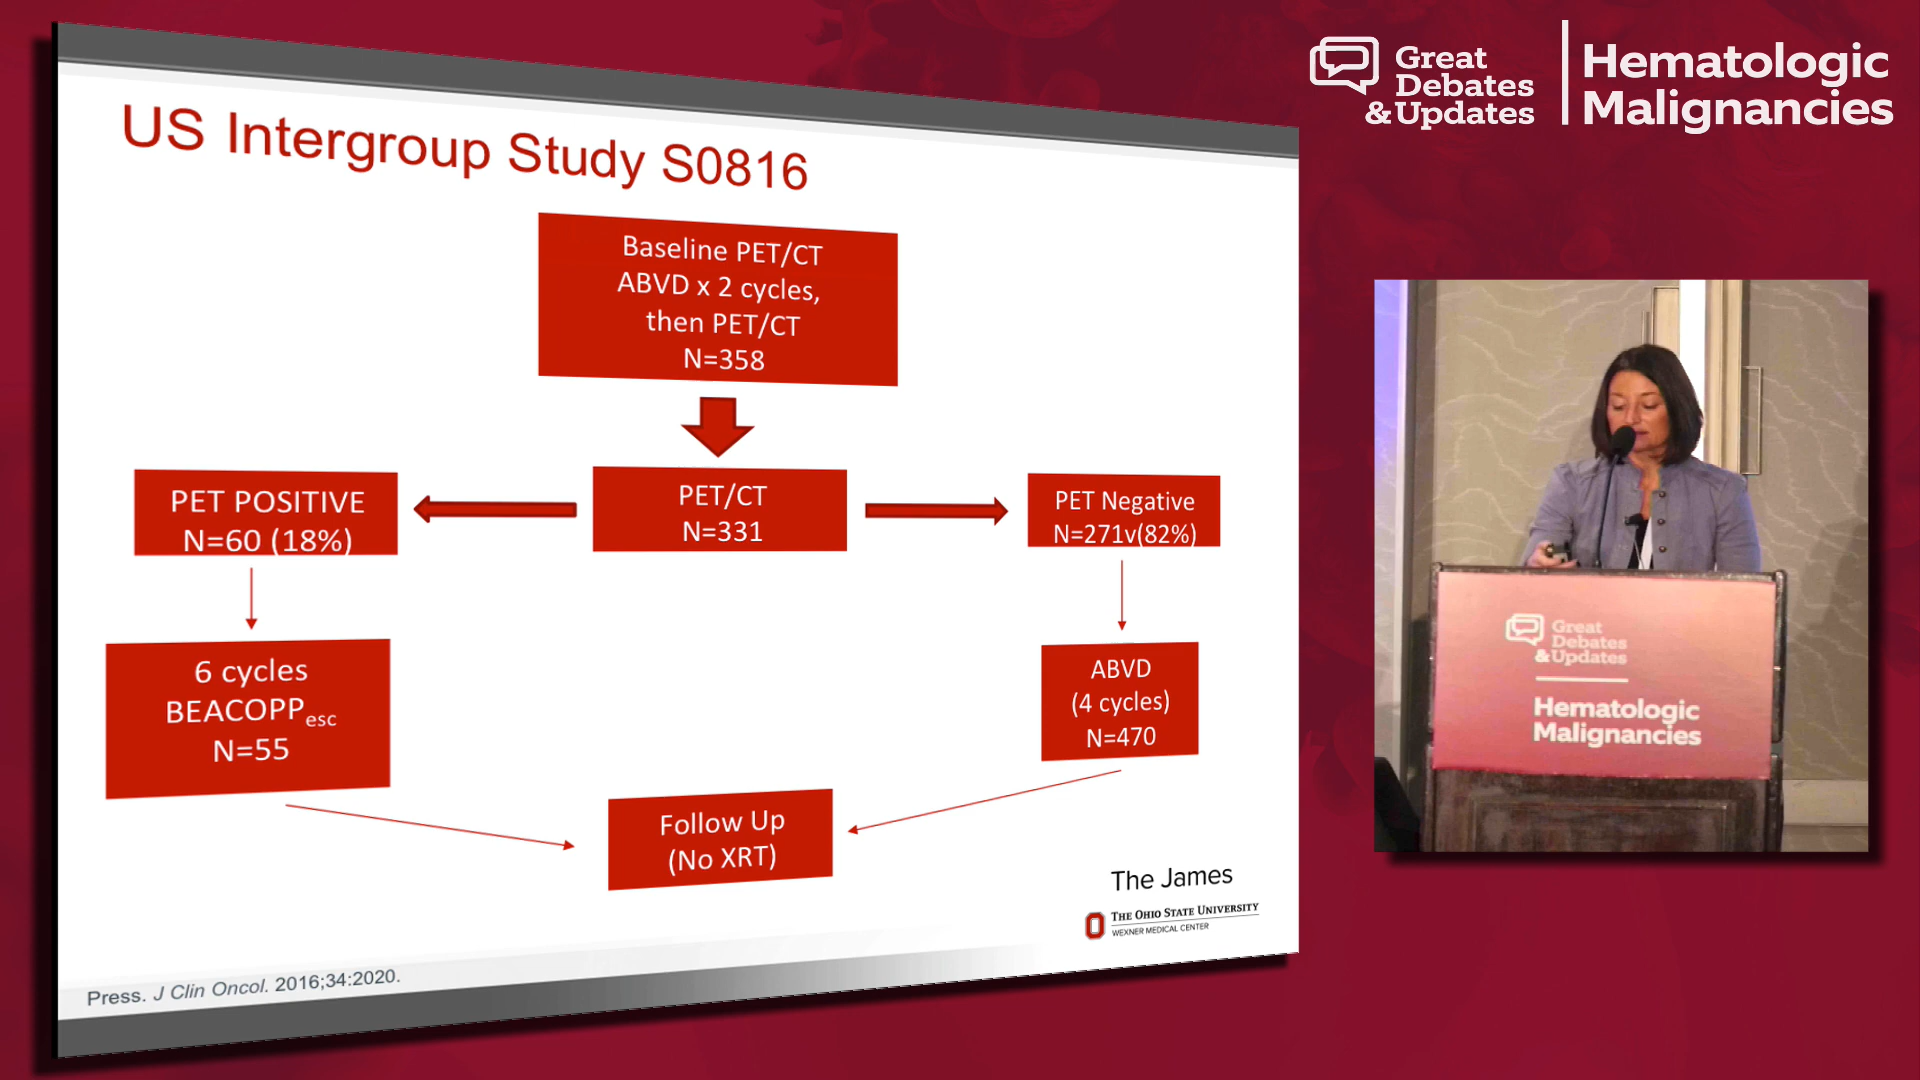 US Intergroup Study S0816
Baseline PET/CT
ABVD x 2 cycles,
then PET/CT
N=358
PET POSITIVE
N=60 (18%)
PET/CT
N=331
PET Negative
N=271v(82%)
6 cycles
BEACOPPesc
N=55
ABVD
(4 cycles)
N=470
Follow Up
(No XRT)
The James
THE OHIO STATE UNIVERSITY
WEXNER MEDICAL CENTER
Press. J Clin Oncol. 2016;34:2020.
Great
Debates
&Updates
Hematologic
Malignancies
Great
Debates
&Updates
Hematologic
Malignancies